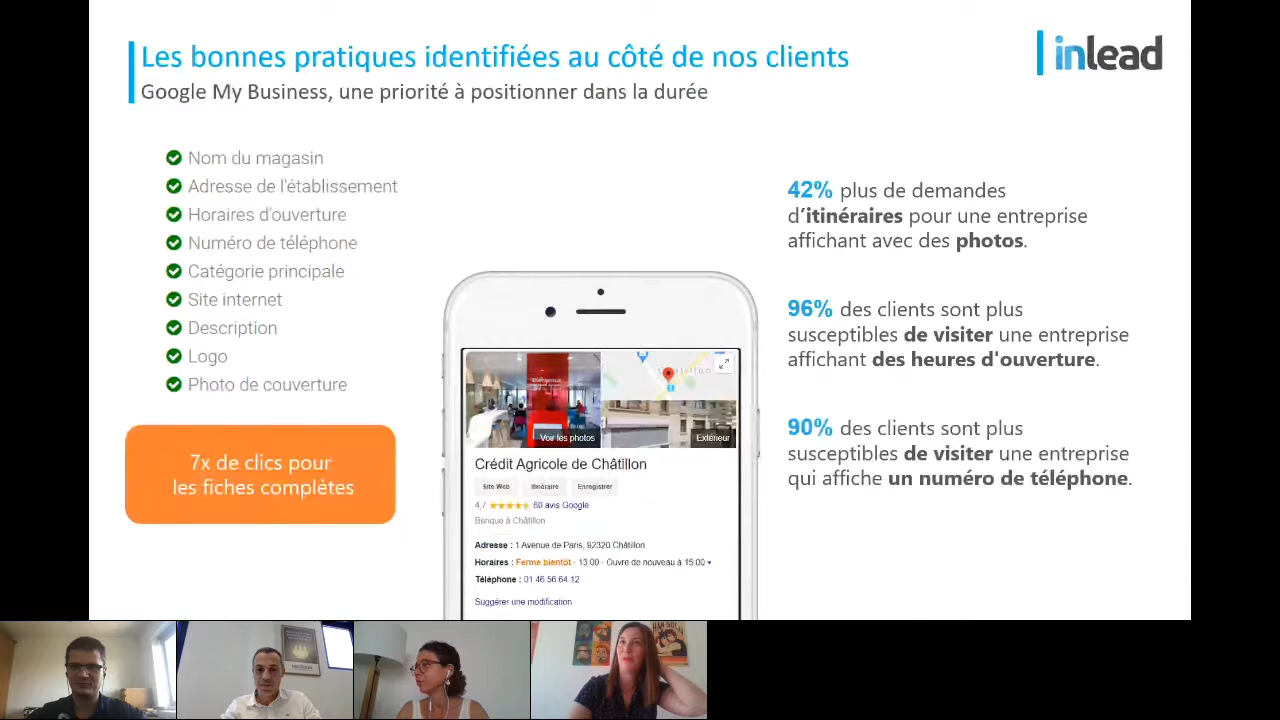 Les bonnes pratiques identifiées au côté de nos clients
Google My Business, une priorité à positionner dans la durée
inlead
Nom du magasin
Adresse de l'établissement
Horaires d'ouverture
Numéro de téléphone
Catégorie principale
Site internet
Description
Logo
Photo de couverture
7x de clics pour
les fiches complètes
Châtillon
Voir les photos
Extérieur
Crédit Agricole de Châtillon
Site Web
Itinéraire
Enregistrer
4,7 60 avis Google
Banque à Châtillon
Adresse : 1 Avenue de Paris, 92320 Châtillon
Horaires : Ferme bientôt · 13:00 · Ouvre de nouveau à 15:00
Téléphone : 01 46 56 64 12
Suggérer une modification
42% plus de demandes
d’itinéraires pour une entreprise
affichant avec des photos.
96% des clients sont plus
susceptibles de visiter une entreprise
affichant des heures d'ouverture.
90% des clients sont plus
susceptibles de visiter une entreprise
qui affiche un numéro de téléphone.
HAN SOLO